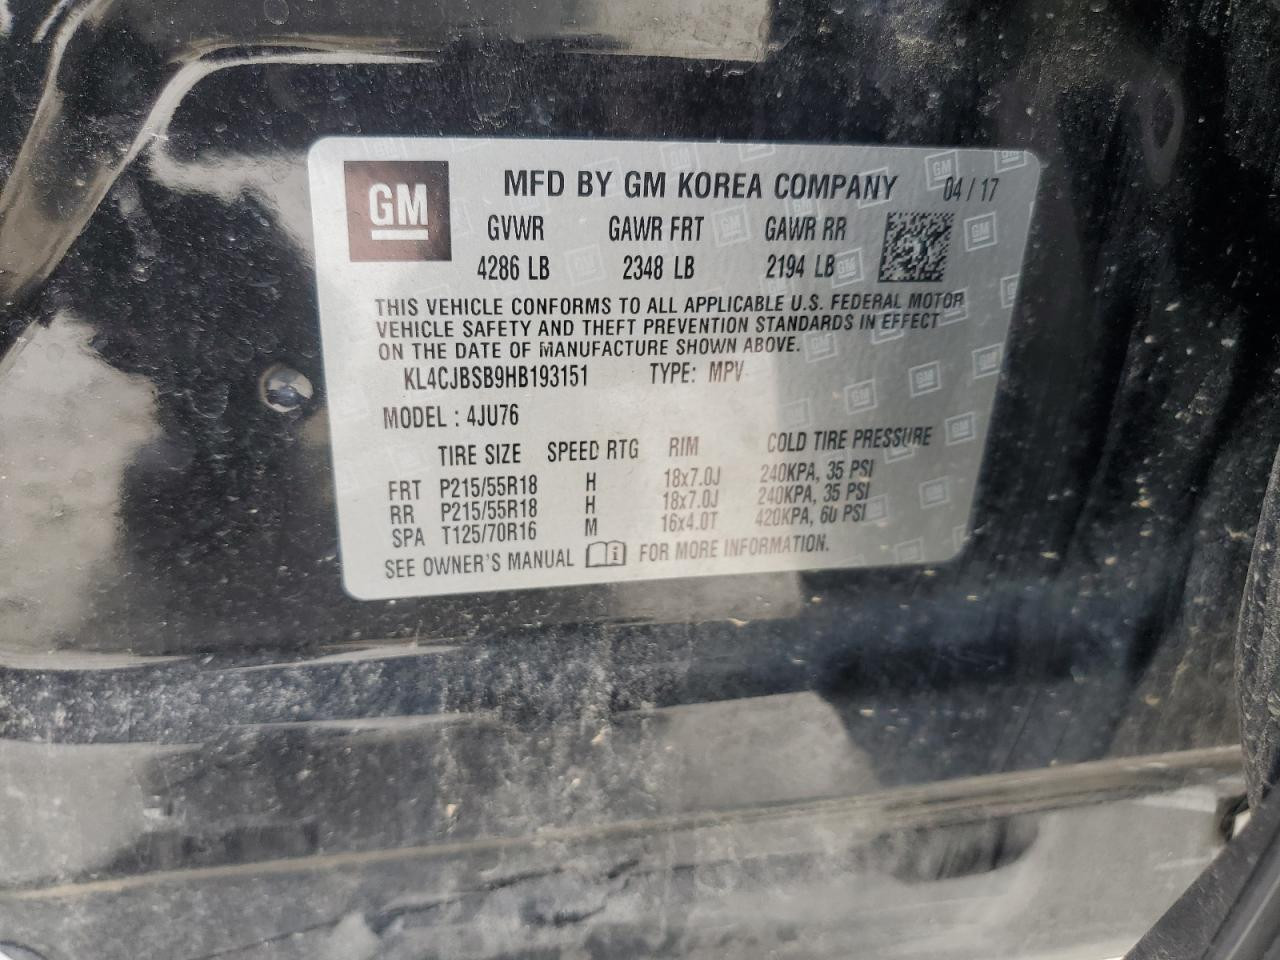 GM
MFD BY GM KOREA COMPANY 04 / 17
GVWR GAWR FRT GAWR RR
4286 LB 2348 LB 2194 LB
THIS VEHICLE CONFORMS TO ALL APPLICABLE U.S. FEDERAL MOTOR
VEHICLE SAFETY AND THEFT PREVENTION STANDARDS IN EFFECT
ON THE DATE OF MANUFACTURE SHOWN ABOVE.
KL4CJBSB9HB193151 TYPE: MPV
MODEL : 4JU76
TIRE SIZE SPEED RTG RIM COLD TIRE PRESSURE
FRT P215/55R18 H 18x7.0J 240KPA, 35 PSI
RR P215/55R18 H 18x7.0J 240KPA, 35 PSI
SPA T125/70R16 M 16x4.0T 420KPA, 60 PSI
SEE OWNER'S MANUAL FOR MORE INFORMATION.